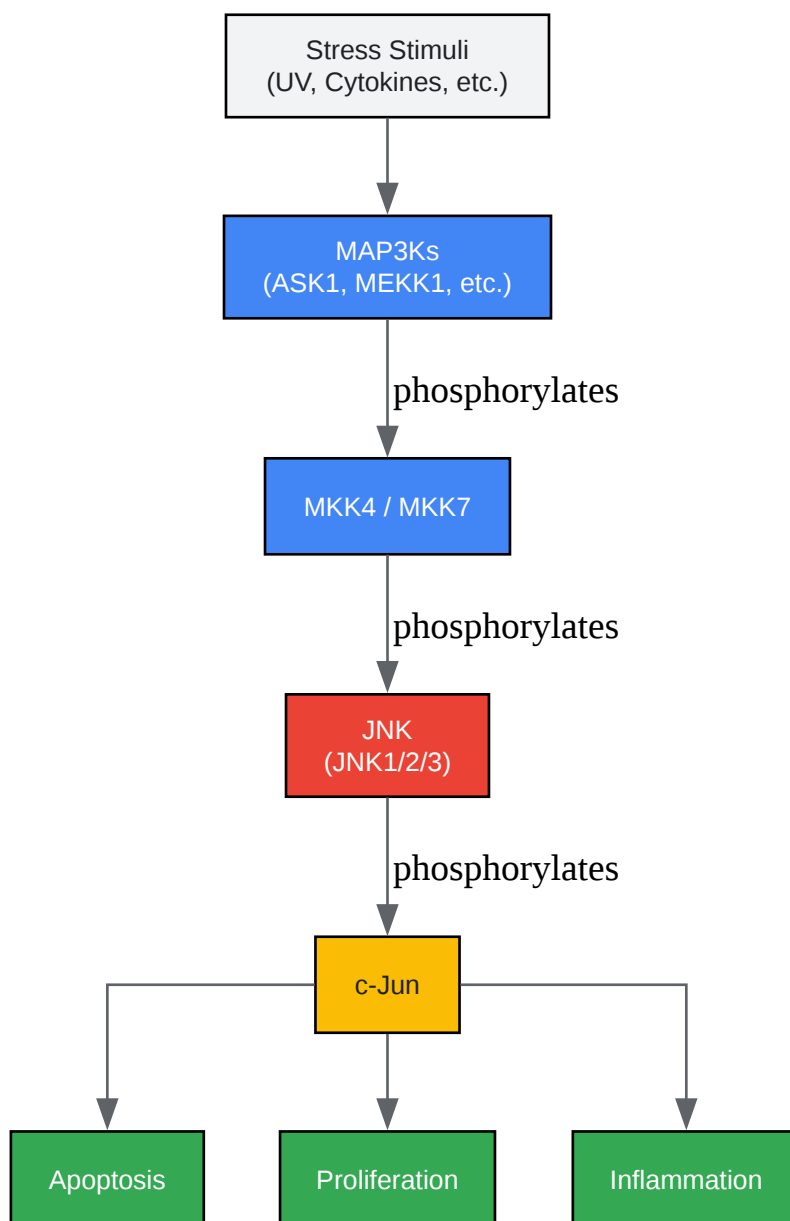 Stress Stimuli
(UV, Cytokines, etc.)
MAP3Ks
(ASK1, MEKK1, etc.)
phosphorylates
MKK4 / MKK7
phosphorylates
JNK
(JNK1/2/3)
phosphorylates
c-Jun
Apoptosis
Proliferation
Inflammation